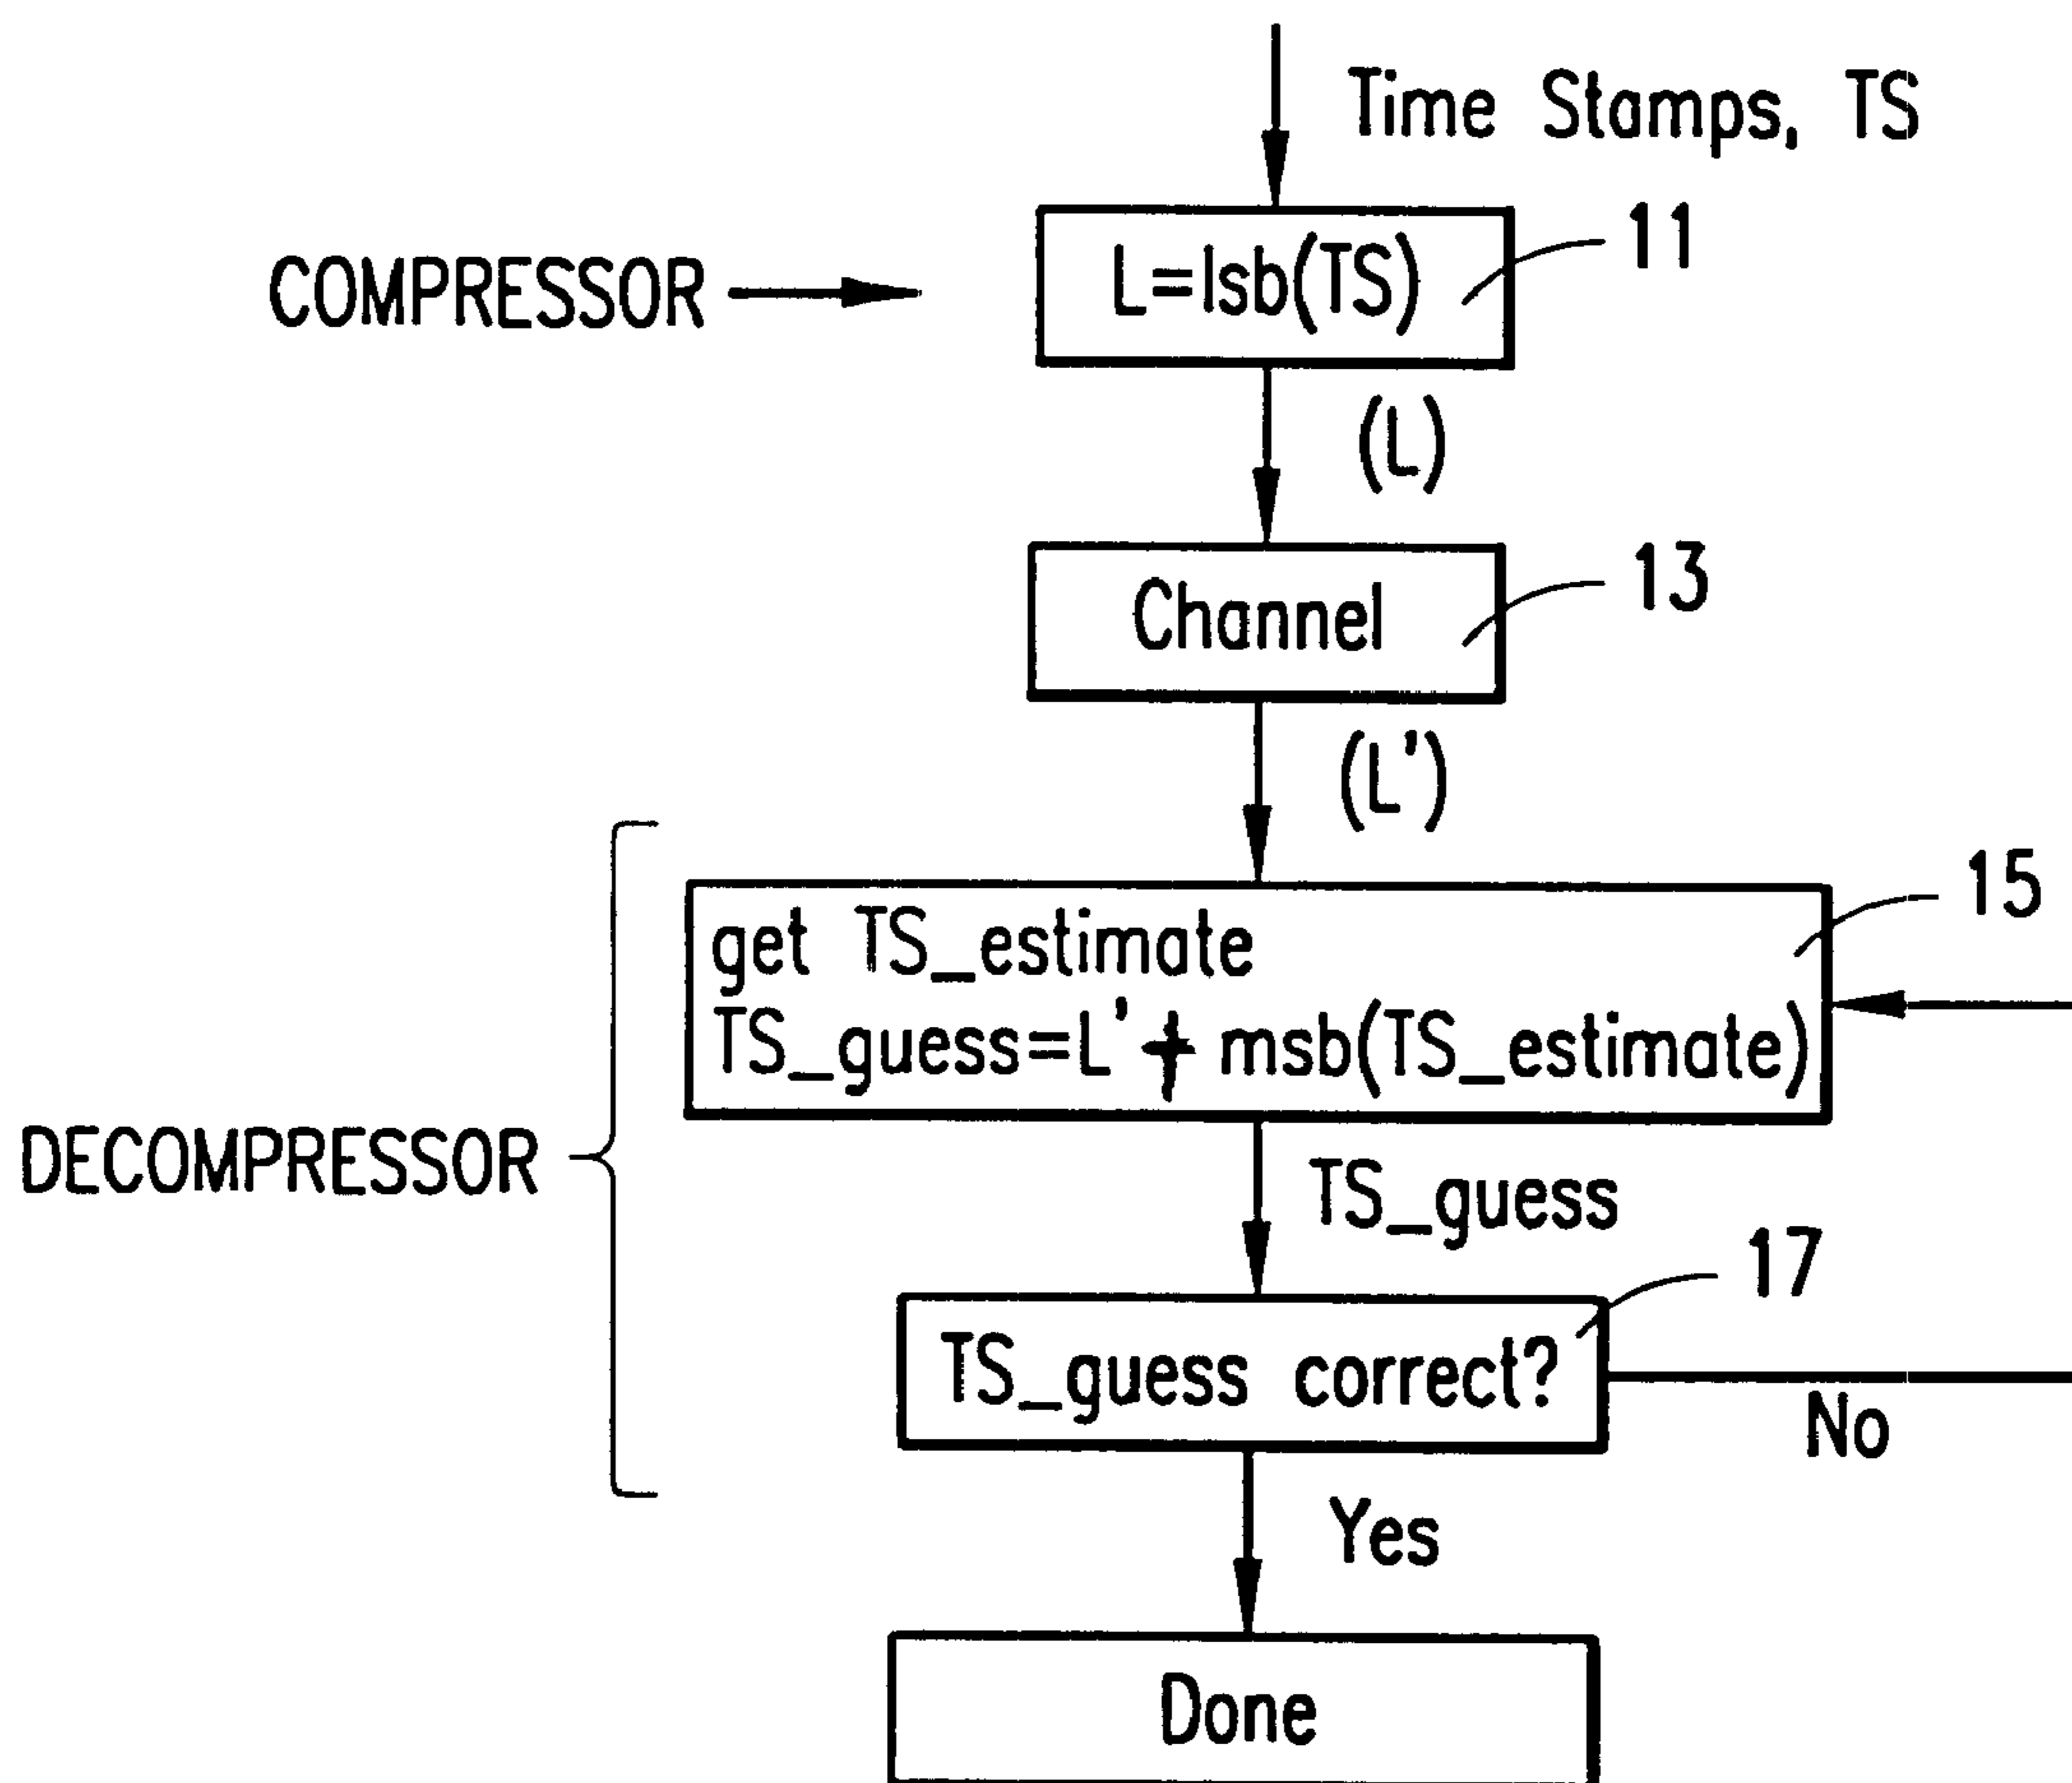 Time Stamps, TS
11
COMPRESSOR
L=lsb(TS)
(L)
13
Channel
(L')
15
get TS_estimate
TS_guess=L' + msb(TS_estimate)
DECOMPRESSOR
TS_guess
17
TS_guess correct?
No
Yes
Done